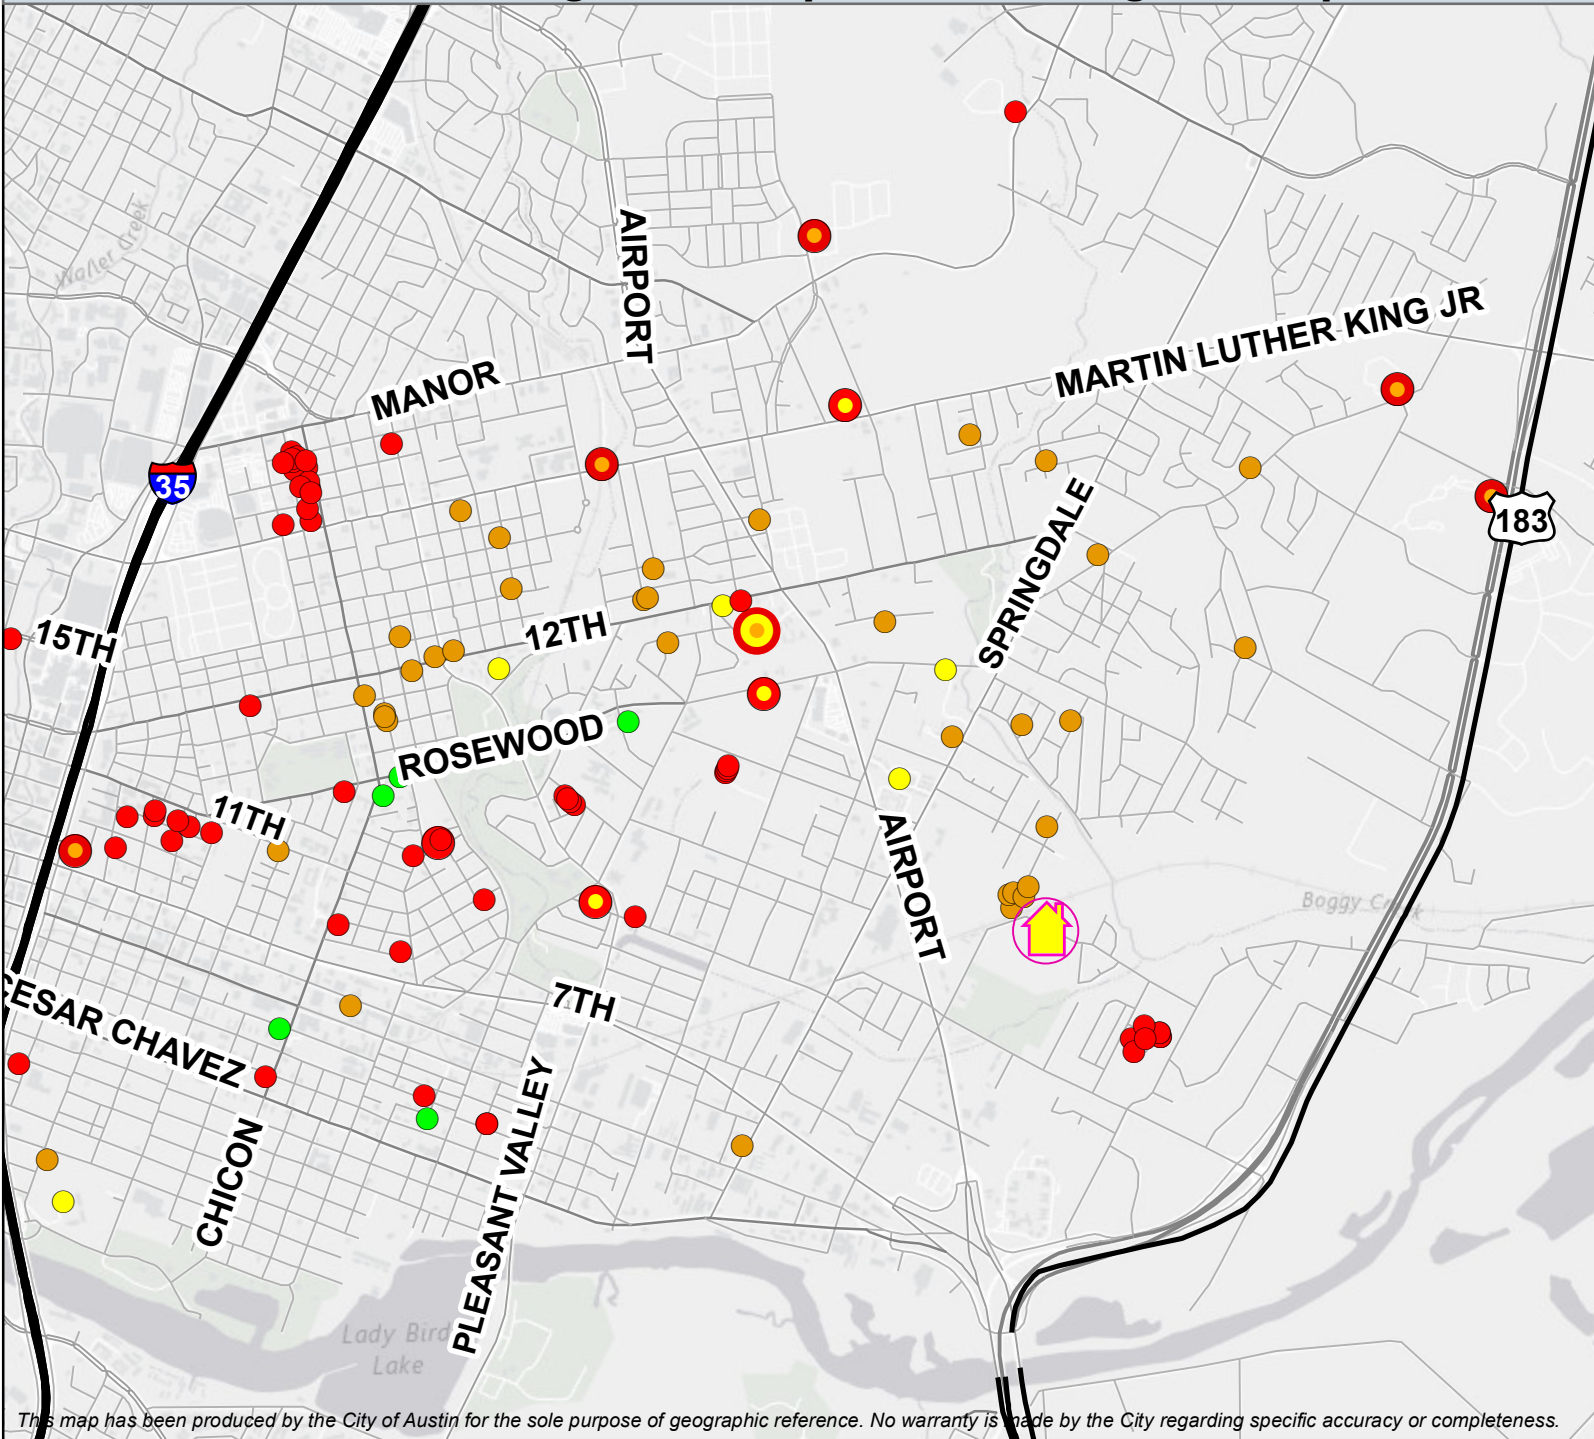 Waller Creek
AIRPORT
MARTIN LUTHER KING JR
MANOR
35
183
SPRINGDALE
12TH
15TH
ROSEWOOD
11TH
AIRPORT
Boggy Creek
7TH
CESAR CHAVEZ
PLEASANT VALLEY
CHICON
Lady Bird
Lake
This map has been produced by the City of Austin for the sole purpose of geographic reference. No warranty is made by the City regarding specific accuracy or completeness.